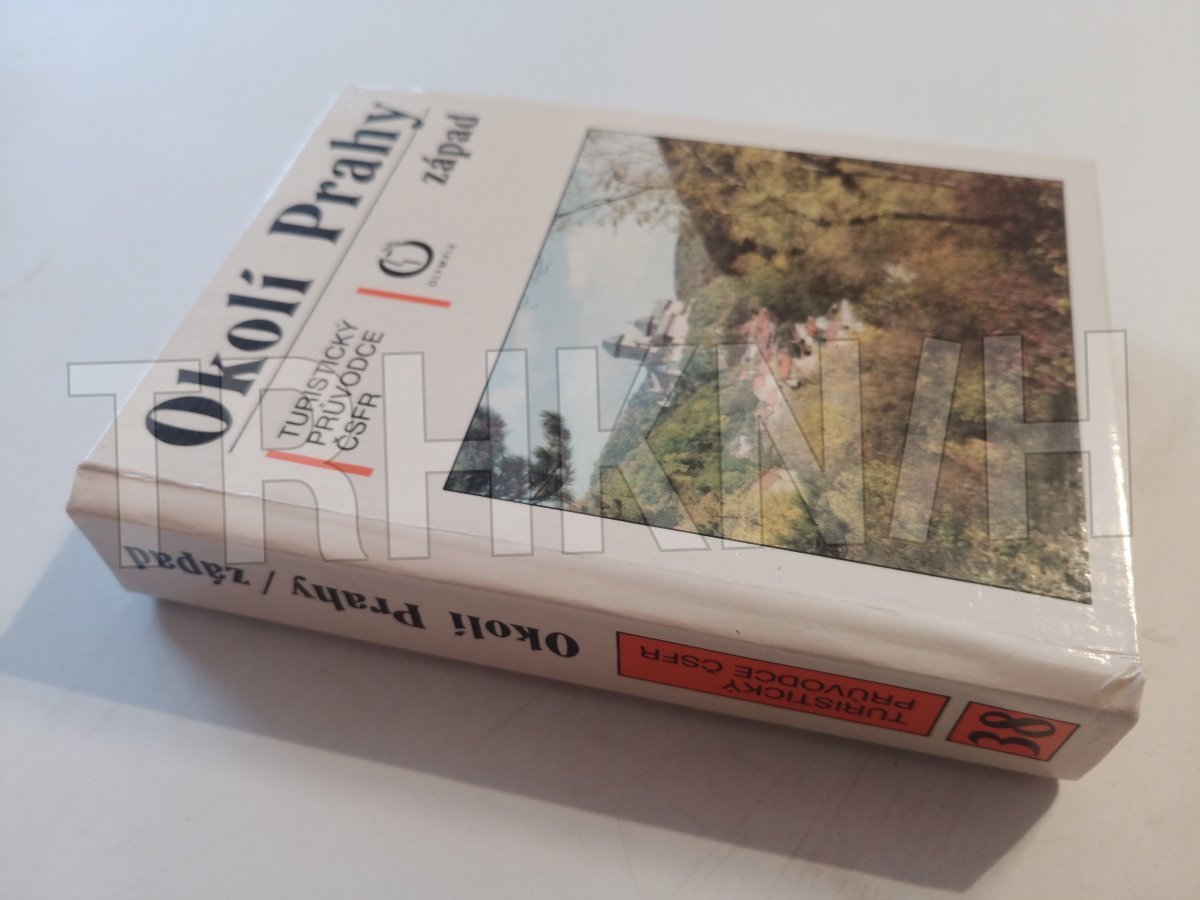 Okolí Prahy
západ
TURISTICKÝ
PRŮVODCE
ČSFR
OLYMPIA
Okolí Prahy / západ
TURISTICKÝ
PRŮVODCE ČSFR
38
TRHKNIH